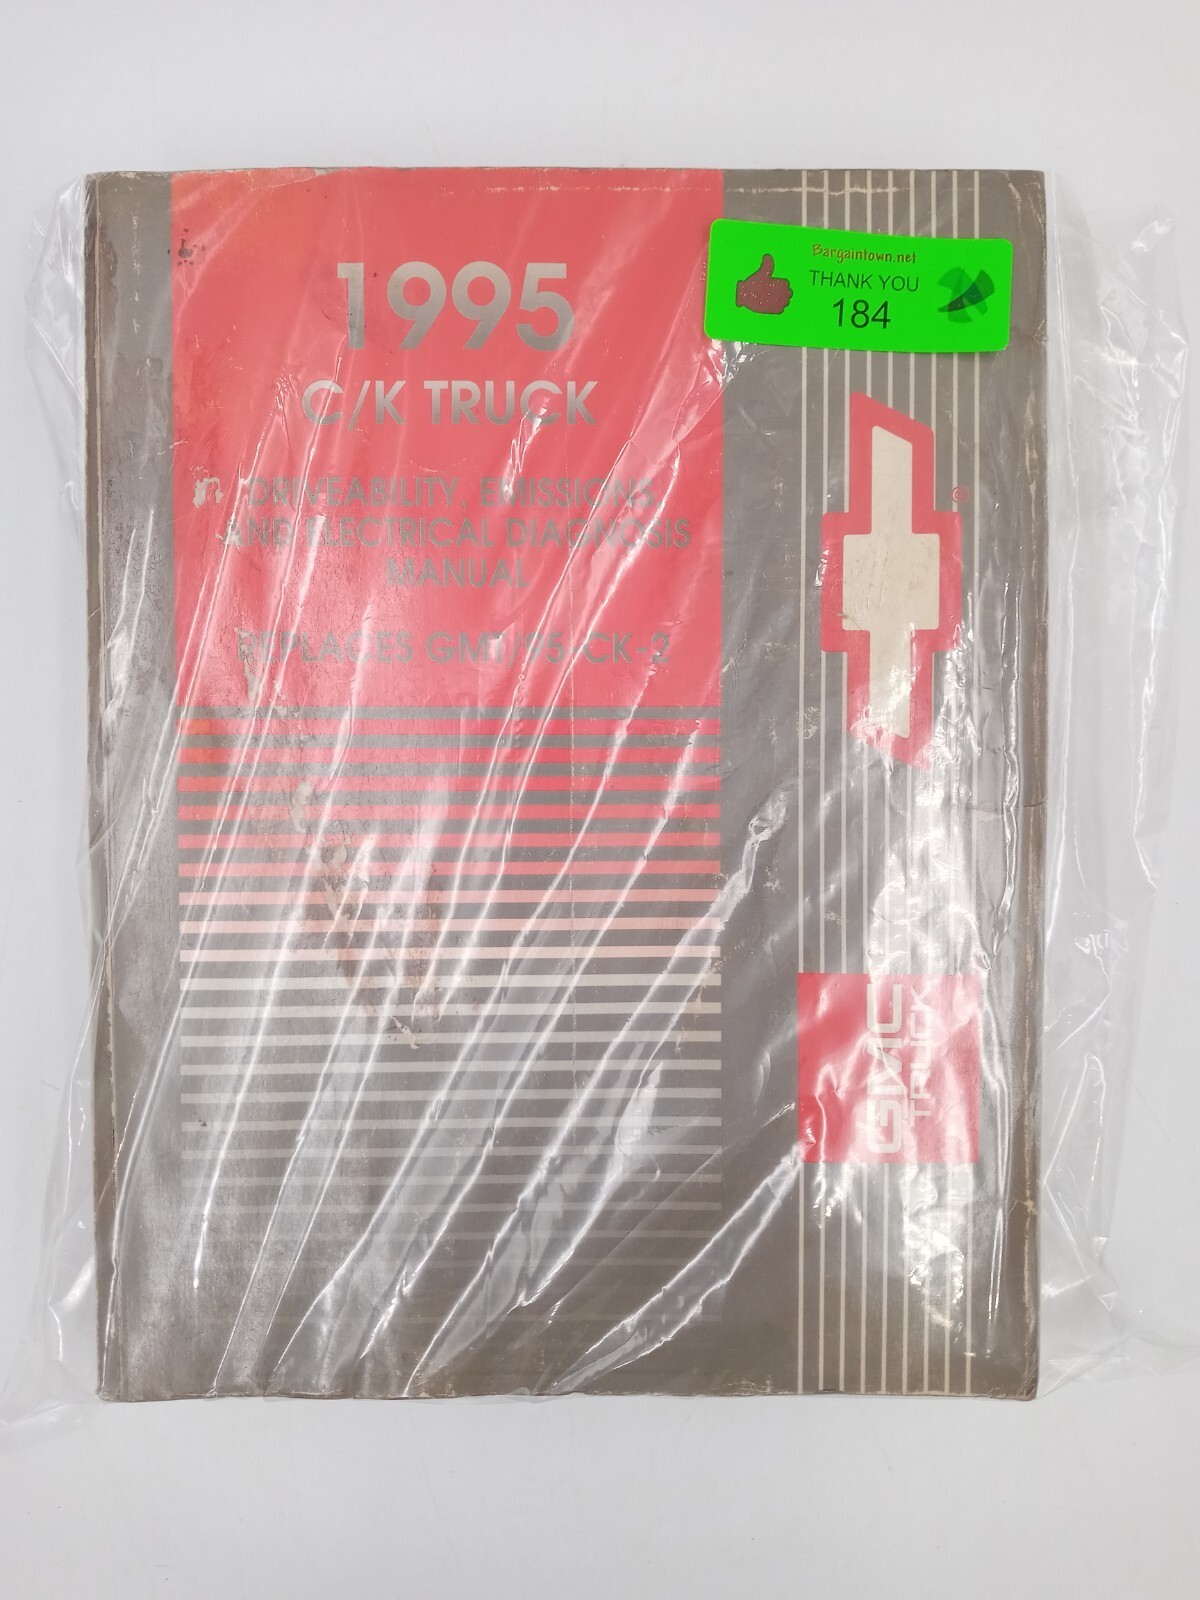 1995
C/K TRUCK
DRIVEABILITY, EMISSIONS
AND ELECTRICAL DIAGNOSIS
MANUAL
REPLACES GMT/95-CK-2
Bargaintown.net
THANK YOU
184
®
GMC
TRUCK